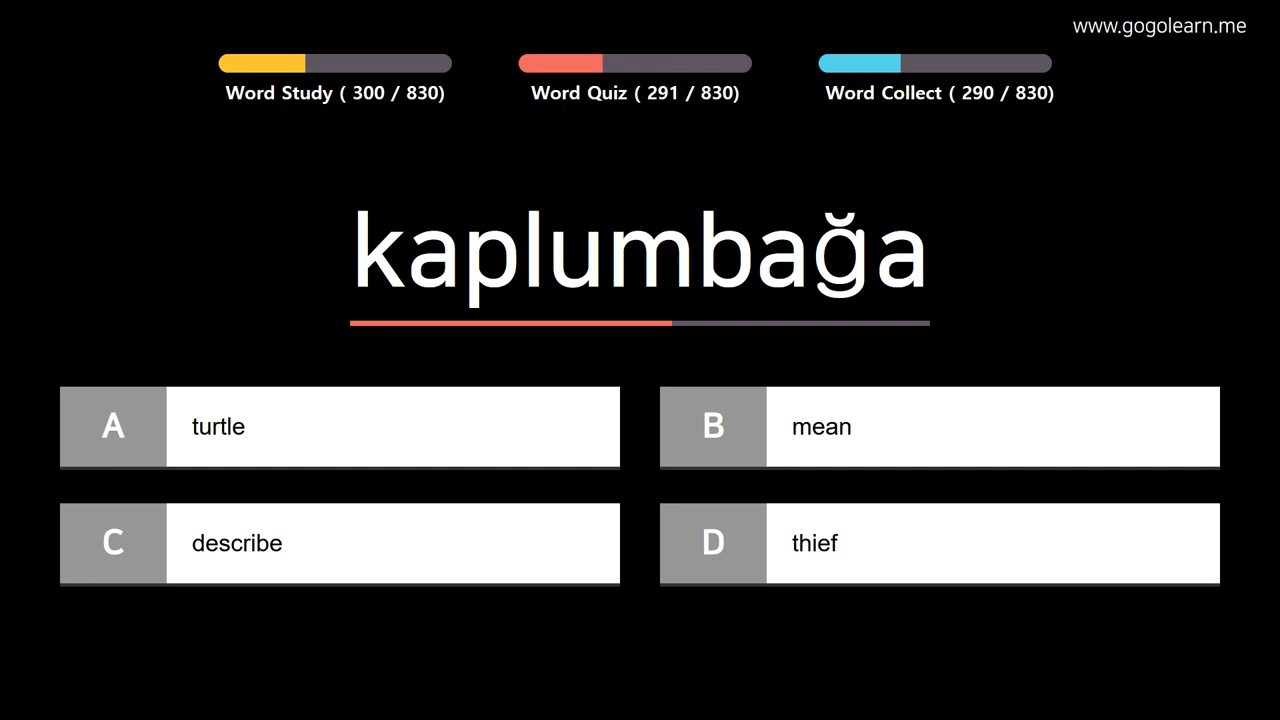 www.gogolearn.me
Word Study ( 300 / 830)
Word Quiz ( 291 / 830)
Word Collect ( 290 / 830)
kaplumbağa
A turtle
B mean
C describe
D thief